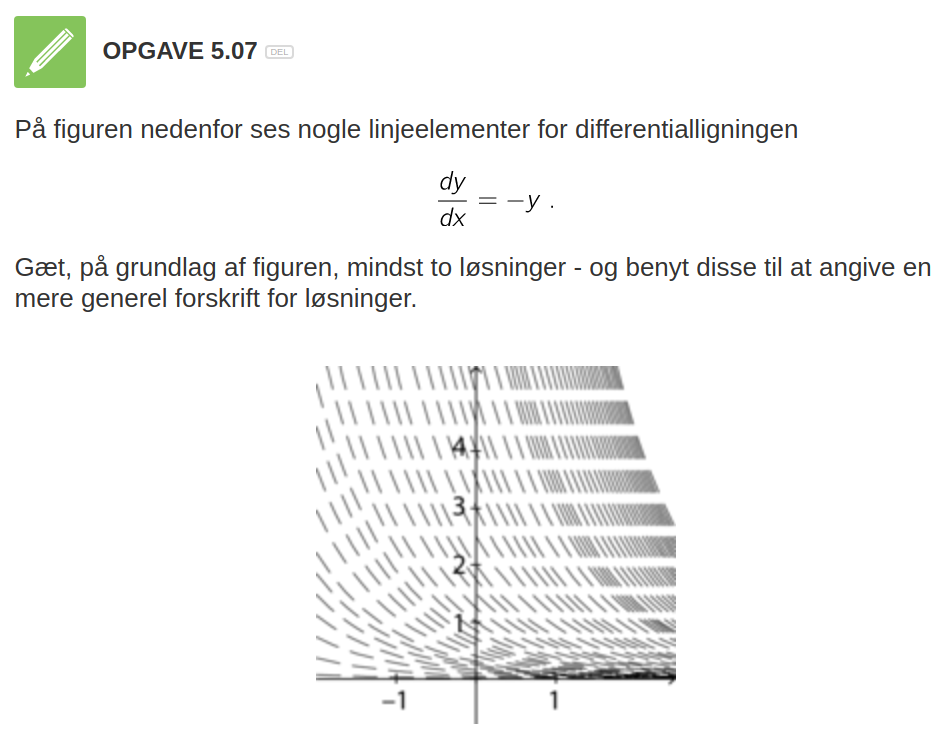 OPGAVE 5.07 DEL
På figuren nedenfor ses nogle linjeelementer for differentialligningen
dy/dx = −y .
Gæt, på grundlag af figuren, mindst to løsninger - og benyt disse til at angive en
mere generel forskrift for løsninger.
4
3
2
1
−1 1